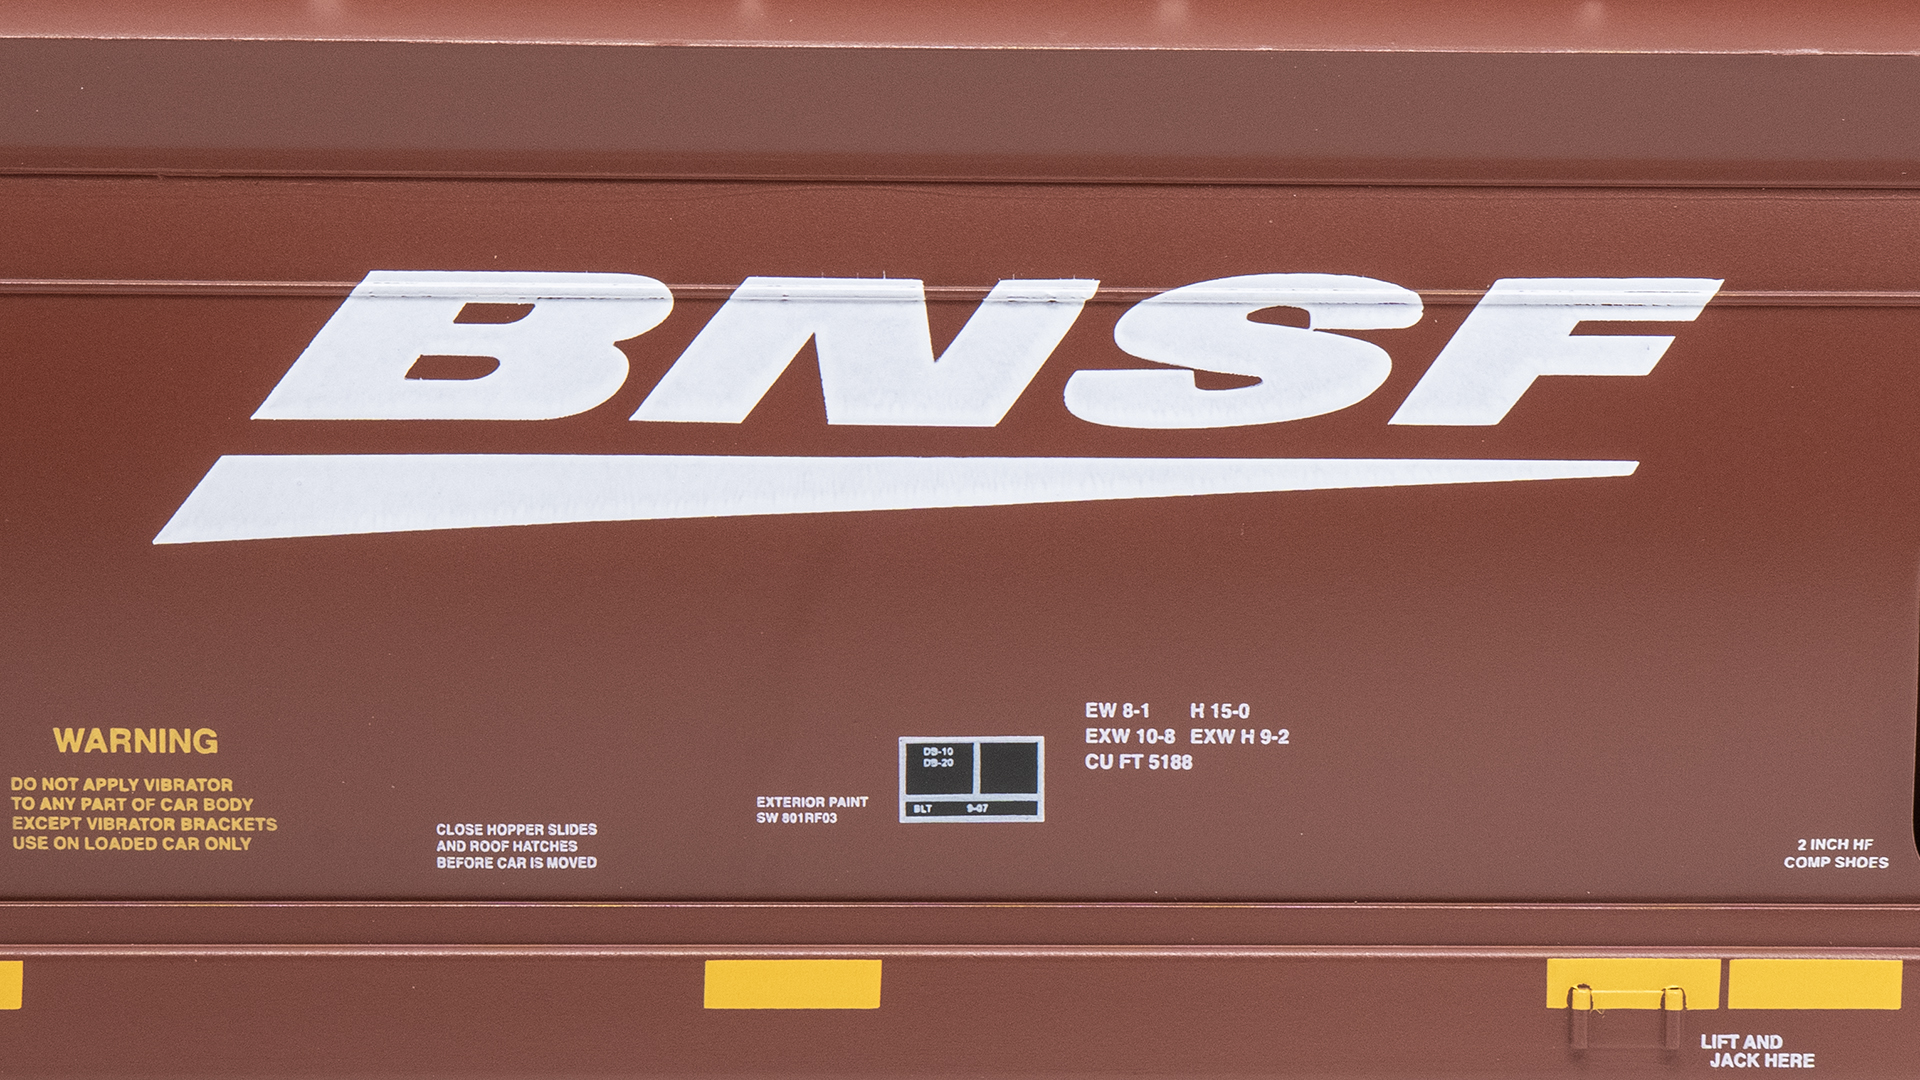 BNSF
WARNING
DO NOT APPLY VIBRATOR
TO ANY PART OF CAR BODY
EXCEPT VIBRATOR BRACKETS
USE ON LOADED CAR ONLY
CLOSE HOPPER SLIDES
AND ROOF HATCHES
BEFORE CAR IS MOVED
EXTERIOR PAINT
SW 801RF03
DB-10
DB-20
BLT 9-07
EW 8-1 H 15-0
EXW 10-8 EXW H 9-2
CU FT 5188
2 INCH HF
COMP SHOES
LIFT AND
JACK HERE